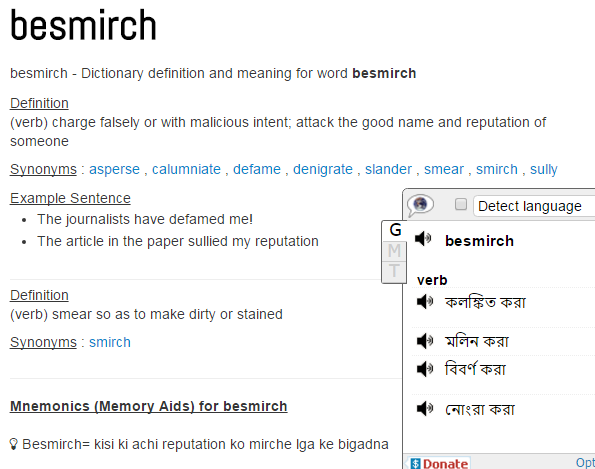 besmirch
besmirch - Dictionary definition and meaning for word besmirch
Definition
(verb) charge falsely or with malicious intent; attack the good name and reputation of
someone
Synonyms : asperse , calumniate , defame , denigrate , slander , smear , smirch , sully
Example Sentence
• The journalists have defamed me!
• The article in the paper sullied my reputation
Definition
(verb) smear so as to make dirty or stained
Synonyms : smirch
Mnemonics (Memory Aids) for besmirch
Besmirch= kisi ki achi reputation ko mirche lga ke bigadna
Detect language
G
M
T
besmirch
verb
কলঙ্কিত করা
মলিন করা
বিবর্ণ করা
নোংরা করা
$ Donate
Opt